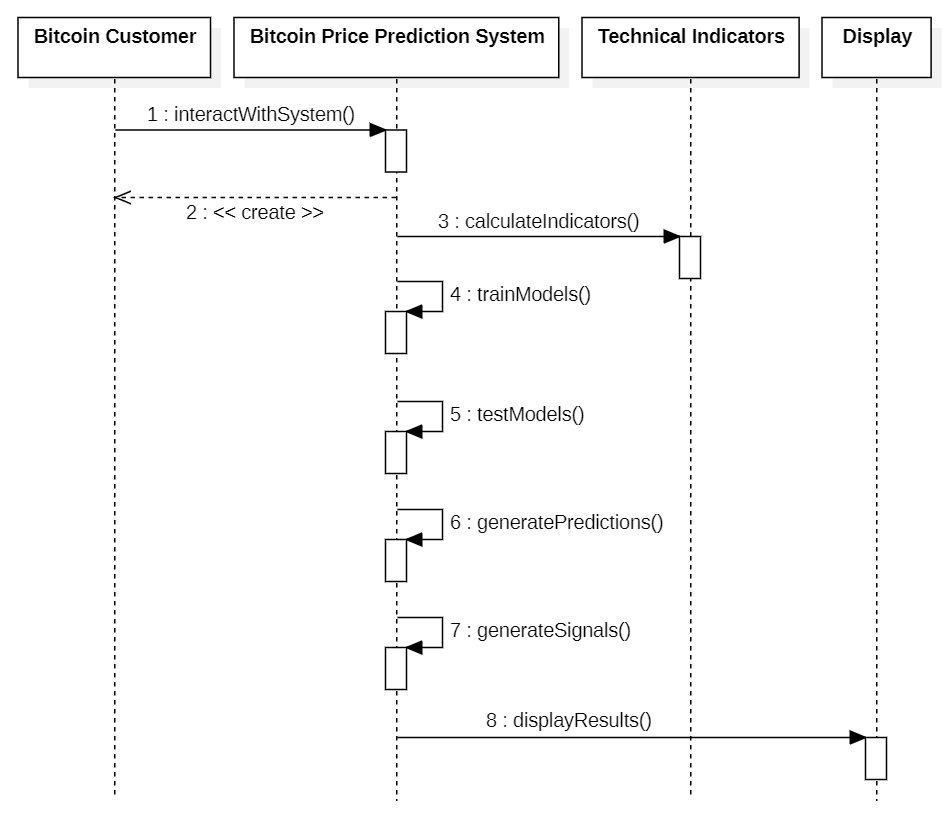 Bitcoin Customer
Bitcoin Price Prediction System
Technical Indicators
Display
1 : interactWithSystem()
2 : << create >>
3 : calculateIndicators()
4 : trainModels()
5 : testModels()
6 : generatePredictions()
7 : generateSignals()
8 : displayResults()